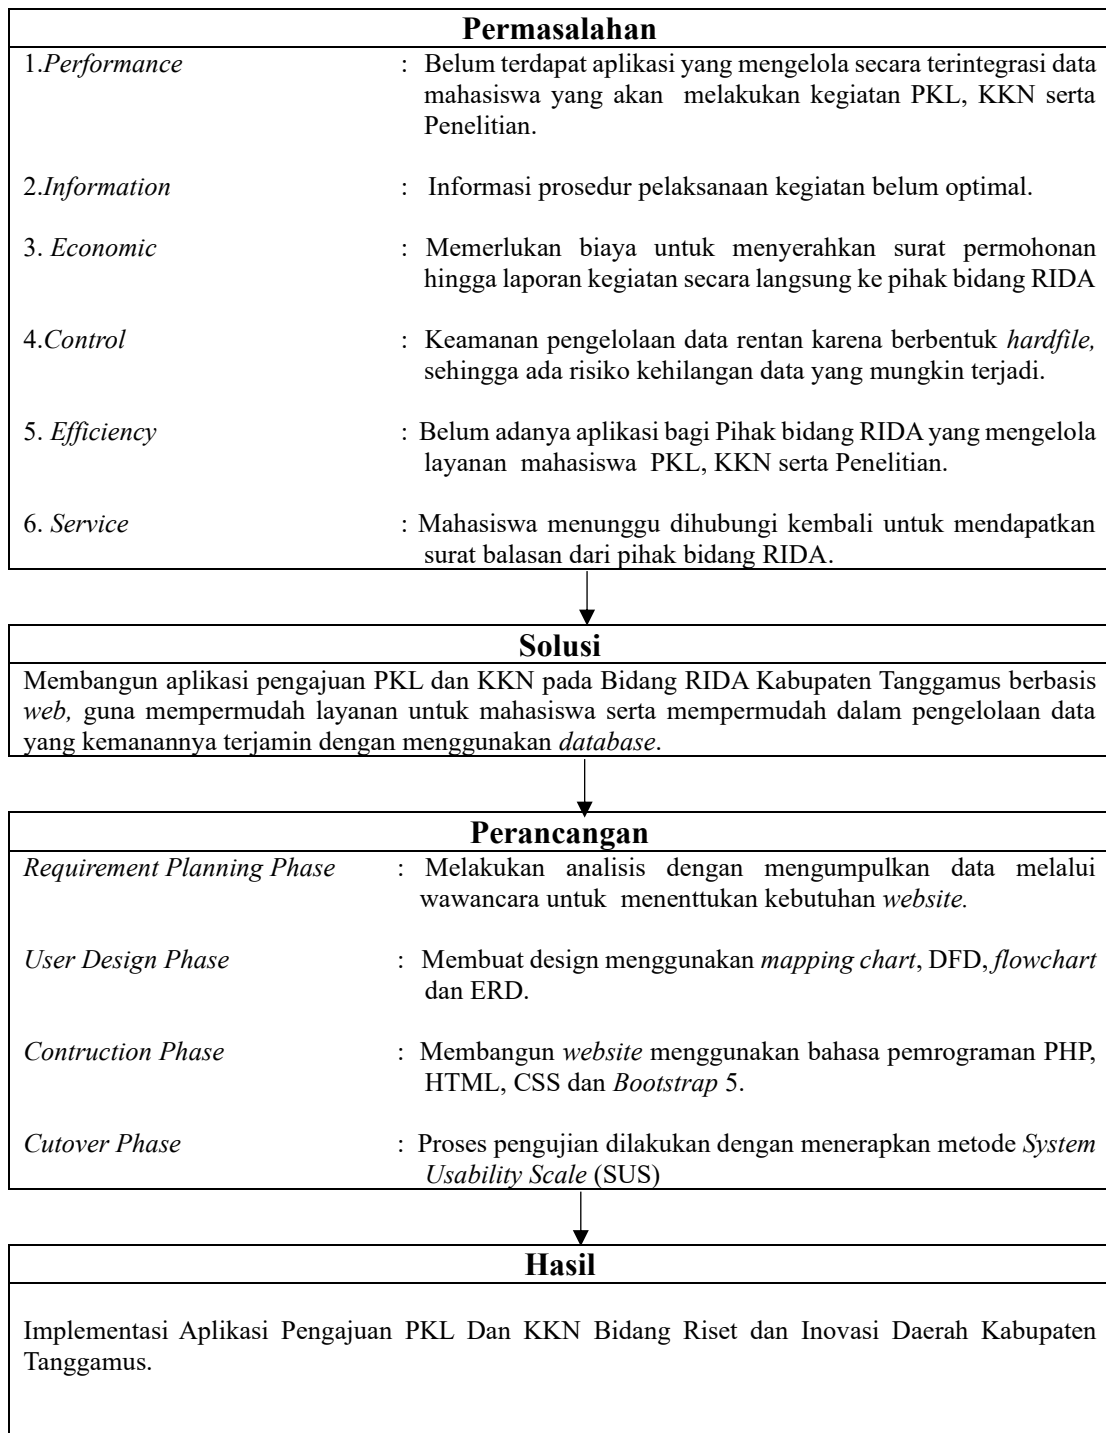 Permasalahan
1.Performance : Belum terdapat aplikasi yang mengelola secara terintegrasi data
mahasiswa yang akan melakukan kegiatan PKL, KKN serta
Penelitian.
2.Information : Informasi prosedur pelaksanaan kegiatan belum optimal.
3. Economic : Memerlukan biaya untuk menyerahkan surat permohonan
hingga laporan kegiatan secara langsung ke pihak bidang RIDA
4.Control : Keamanan pengelolaan data rentan karena berbentuk hardfile,
sehingga ada risiko kehilangan data yang mungkin terjadi.
5. Efficiency : Belum adanya aplikasi bagi Pihak bidang RIDA yang mengelola
layanan mahasiswa PKL, KKN serta Penelitian.
6. Service : Mahasiswa menunggu dihubungi kembali untuk mendapatkan
surat balasan dari pihak bidang RIDA.
Solusi
Membangun aplikasi pengajuan PKL dan KKN pada Bidang RIDA Kabupaten Tanggamus berbasis
web, guna mempermudah layanan untuk mahasiswa serta mempermudah dalam pengelolaan data
yang kemanannya terjamin dengan menggunakan database.
Perancangan
Requirement Planning Phase : Melakukan analisis dengan mengumpulkan data melalui
wawancara untuk menenttukan kebutuhan website.
User Design Phase : Membuat design menggunakan mapping chart, DFD, flowchart
dan ERD.
Contruction Phase : Membangun website menggunakan bahasa pemrograman PHP,
HTML, CSS dan Bootstrap 5.
Cutover Phase : Proses pengujian dilakukan dengan menerapkan metode System
Usability Scale (SUS)
Hasil
Implementasi Aplikasi Pengajuan PKL Dan KKN Bidang Riset dan Inovasi Daerah Kabupaten
Tanggamus.